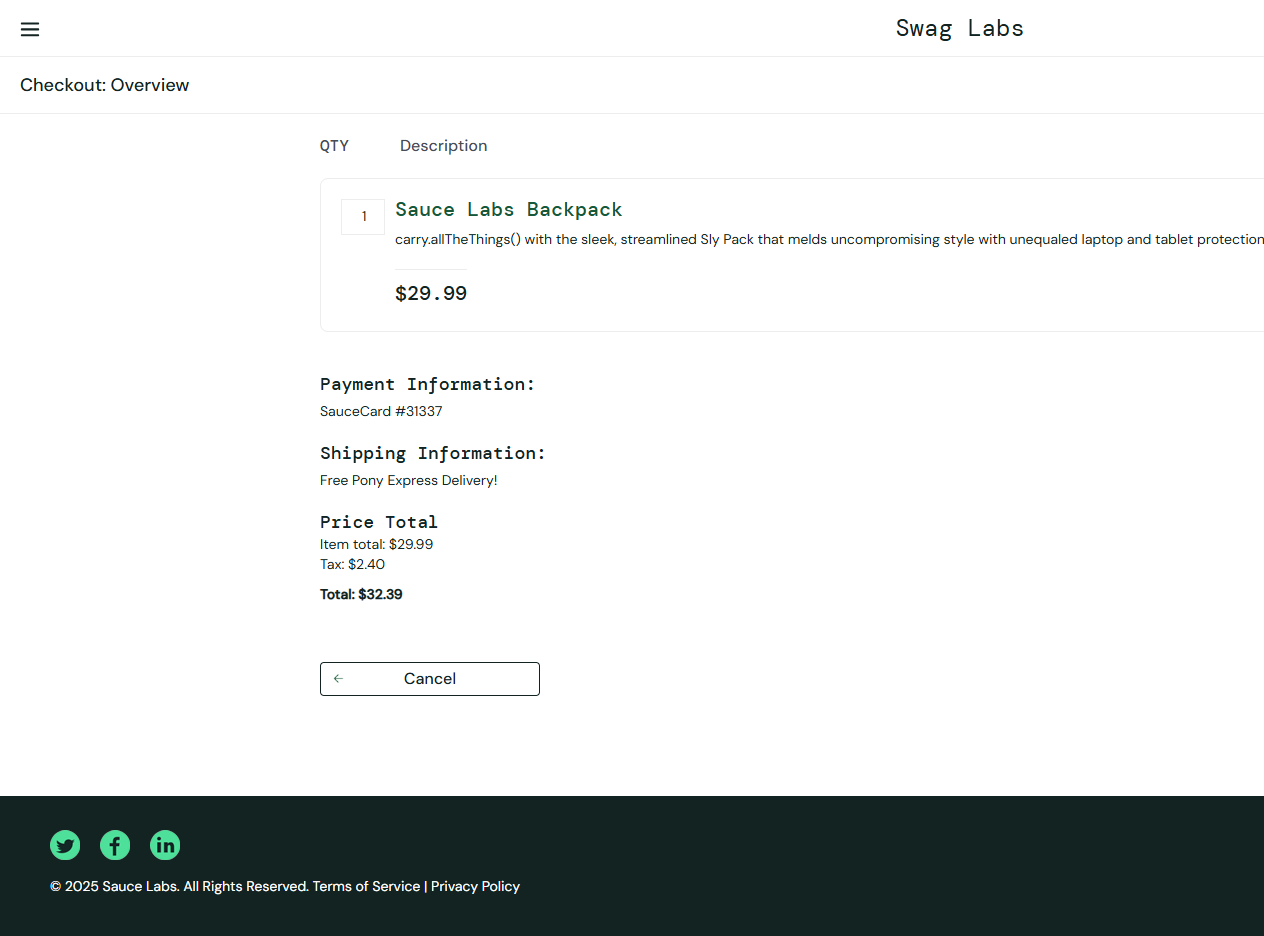 Swag Labs
Checkout: Overview
QTY Description
1 Sauce Labs Backpack
carry.allTheThings() with the sleek, streamlined Sly Pack that melds uncompromising style with unequaled laptop and tablet protection
$29.99
Payment Information:
SauceCard #31337
Shipping Information:
Free Pony Express Delivery!
Price Total
Item total: $29.99
Tax: $2.40
Total: $32.39
Cancel
© 2025 Sauce Labs. All Rights Reserved. Terms of Service | Privacy Policy